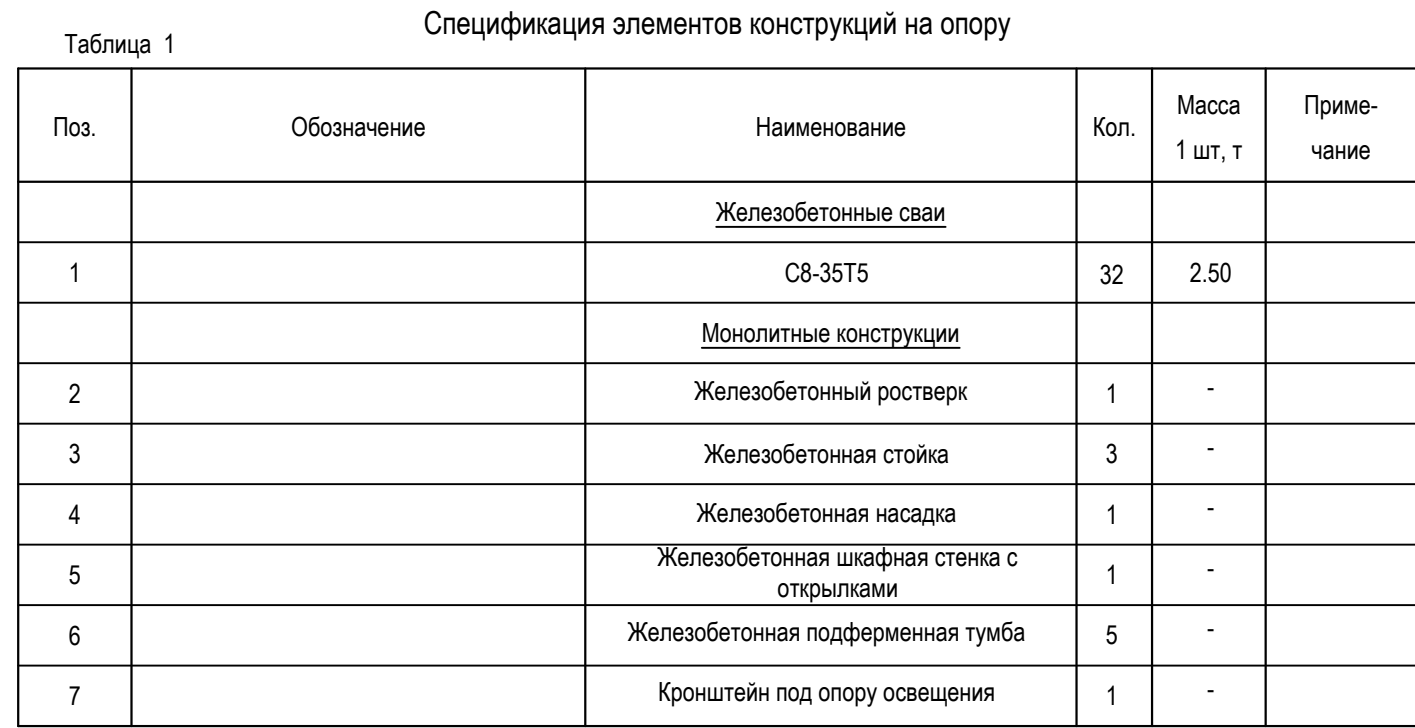 Спецификация элементов конструкций на опору
Таблица 1
Поз. Обозначение Наименование Кол. Масса 1 шт, т Приме-
чание
Железобетонные сваи
1 С8-35Т5 32 2.50
Монолитные конструкции
2 Железобетонный ростверк 1 -
3 Железобетонная стойка 3 -
4 Железобетонная насадка 1 -
5 Железобетонная шкафная стенка с
открылками 1 -
6 Железобетонная подферменная тумба 5 -
7 Кронштейн под опору освещения 1 -